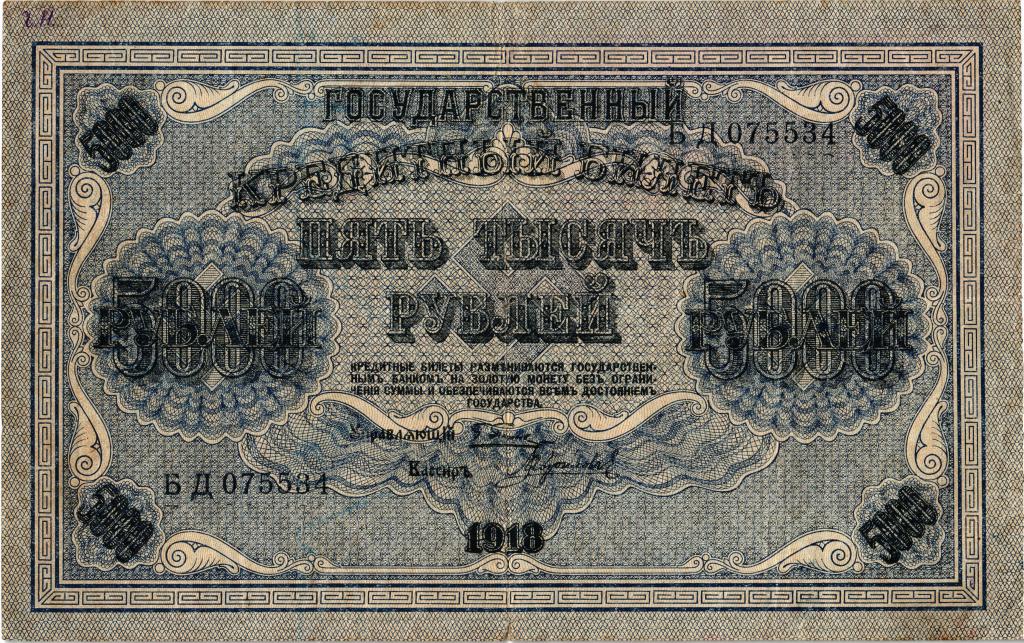 5000 5000
ГОСУДАРСТВЕННЫЙ
БД 075534
КРЕДИТНЫЙ БИЛЕТЪ
ПЯТЬ ТЫСЯЧЪ
РУБЛЕЙ
5000 РУБЛЕЙ
5000 РУБЛЕЙ
КРЕДИТНЫЕ БИЛЕТЫ РАЗМѢНИВАЮТСЯ ГОСУДАРСТВЕН-
НЫМЪ БАНКОМЪ НА ЗОЛОТУЮ МОНЕТУ БЕЗЪ ОГРАНИ-
ЧЕНІЯ СУММЫ И ОБЕЗПЕЧИВАЮТСЯ ВСѢМЪ ДОСТОЯНІЕМЪ
ГОСУДАРСТВА.
Управляющій
Кассиръ
БД 075534
1918
5000 5000